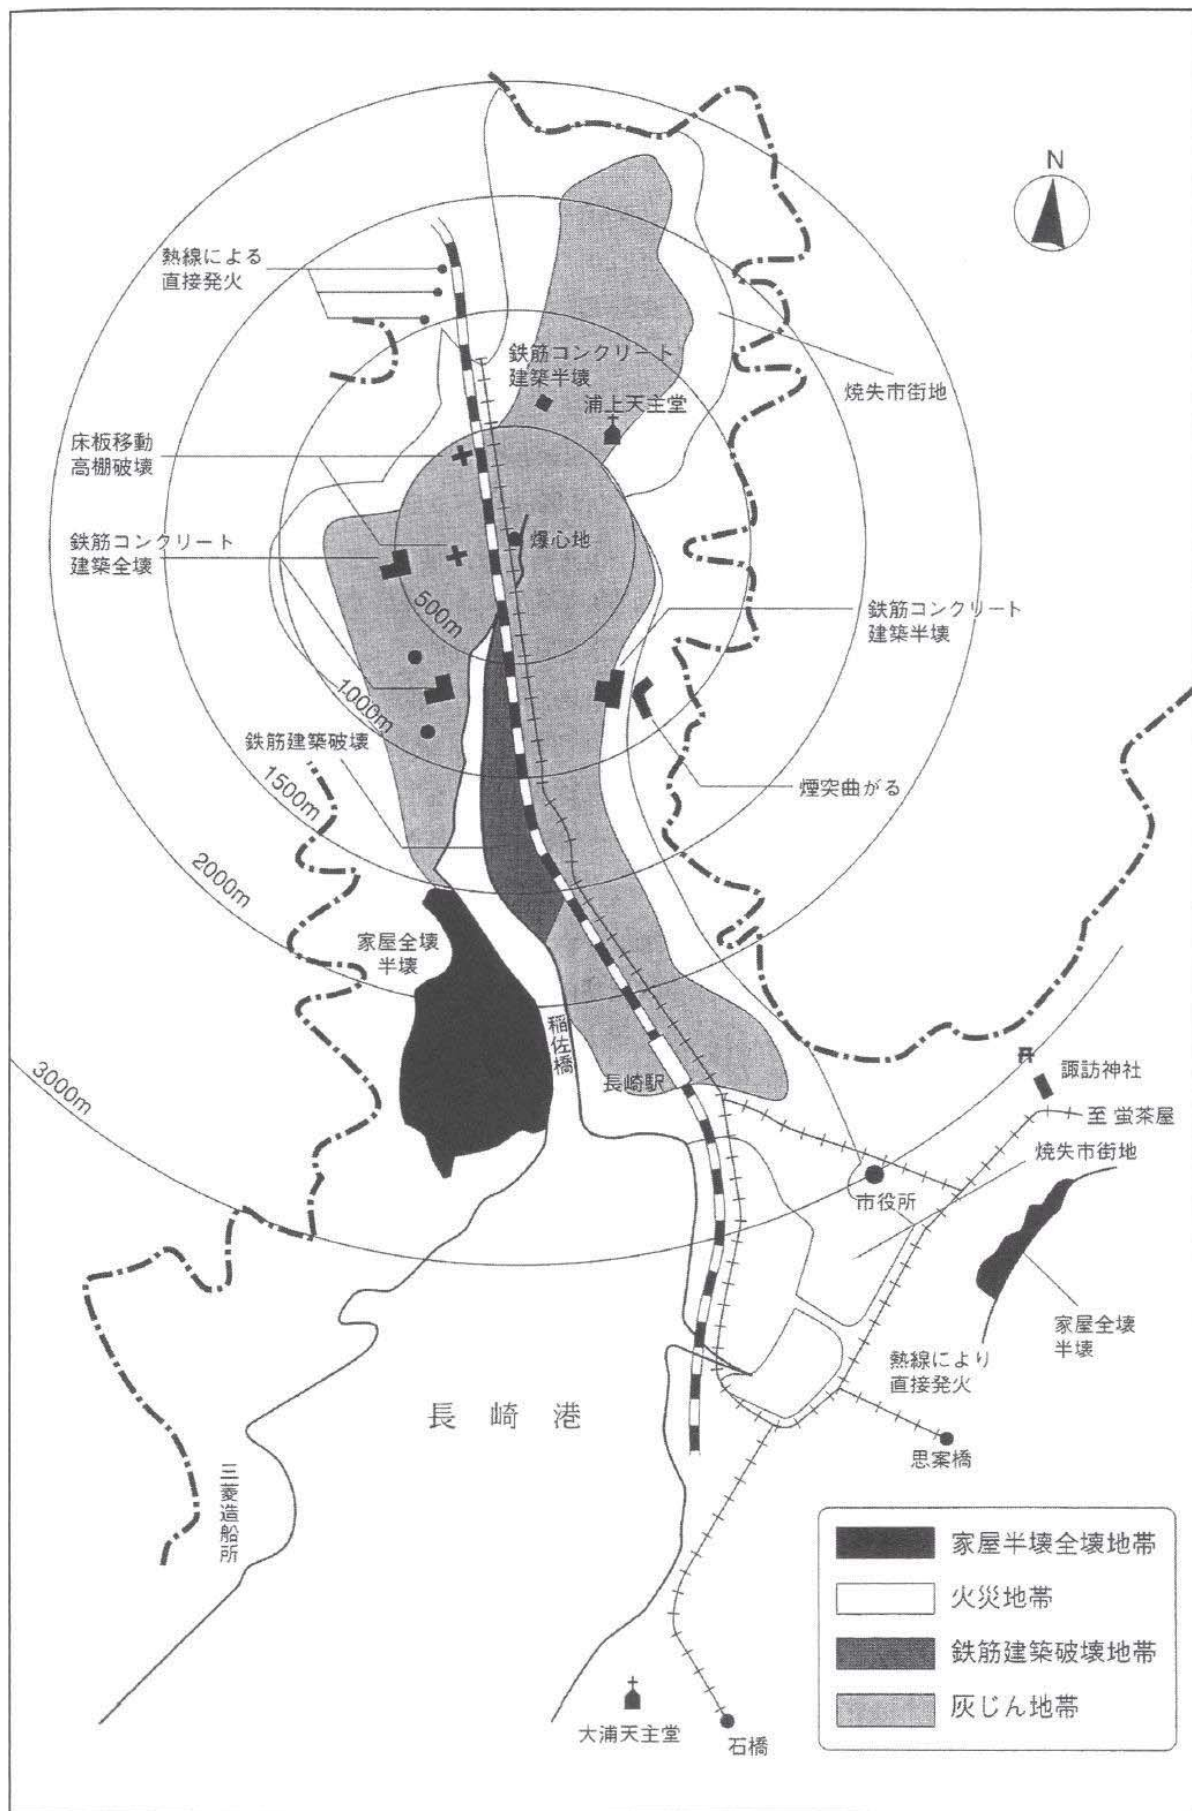 N
熱線による
直接発火
鉄筋コンクリート
建築半壊
浦上天主堂
焼失市街地
床板移動
高棚破壊
鉄筋コンクリート
建築全壊
爆心地
500m
鉄筋コンクリート
建築半壊
1000m
鉄筋建築破壊
煙突曲がる
1500m
2000m
家屋全壊
半壊
稲佐橋
長崎駅
3000m
諏訪神社
至 蛍茶屋
焼失市街地
市役所
家屋全壊
半壊
熱線により
直接発火
長崎港
思案橋
三菱造船所
大浦天主堂
石橋
家屋半壊全壊地帯
火災地帯
鉄筋建築破壊地帯
灰じん地帯